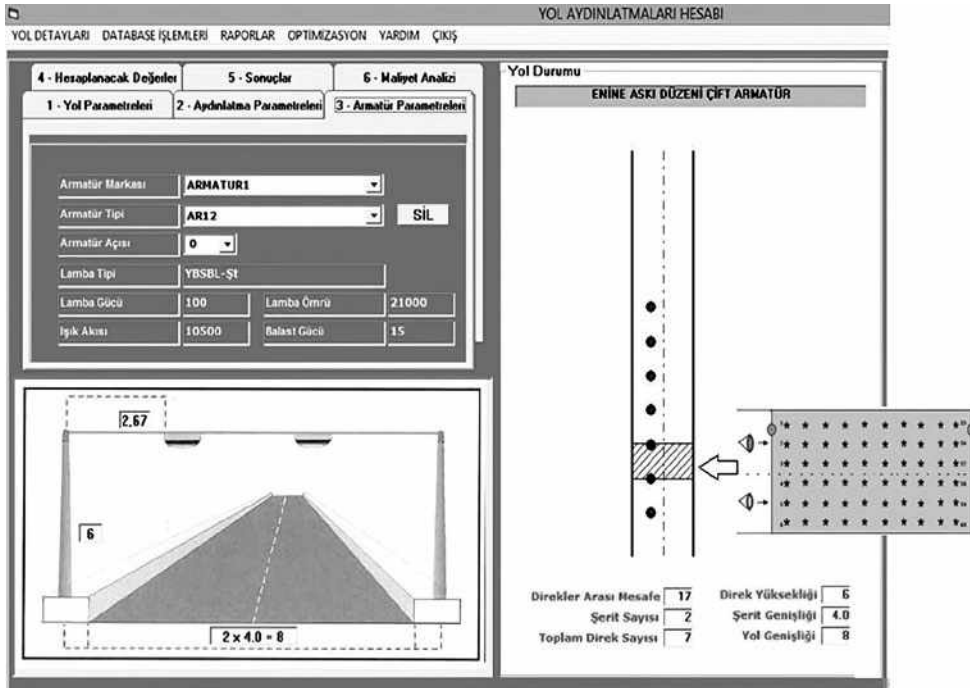 YOL AYDINLATMALARI HESABI
YOL DETAYLARI DATABASE İŞLEMLERİ RAPORLAR OPTİMİZASYON YARDIM ÇIKIŞ
4 - Hesaplanacak Değerler 5 - Sonuçlar 6 - Maliyet Analizi
1 - Yol Parametreleri 2 - Aydınlatma Parametreleri 3 - Armatür Parametreleri
Armatür Markası ARMATUR1
Armatür Tipi AR12 SİL
Armatür Açısı 0
Lamba Tipi YBSBL-Şt
Lamba Gücü 100 Lamba Ömrü 21000
Işık Akısı 10500 Balast Gücü 15
2,67
6
2 x 4.0 = 8
Yol Durumu
ENİNE ASKI DÜZENİ ÇİFT ARMATÜR
Direkler Arası Mesafe 17 Direk Yüksekliği 6
Şerit Sayısı 2 Şerit Genişliği 4.0
Toplam Direk Sayısı 7 Yol Genişliği 8